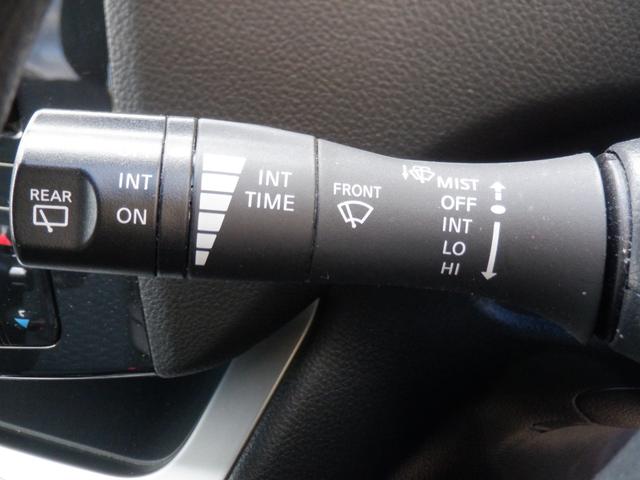 REAR
INT
ON
INT
TIME
FRONT
MIST
OFF
INT
LO
HI